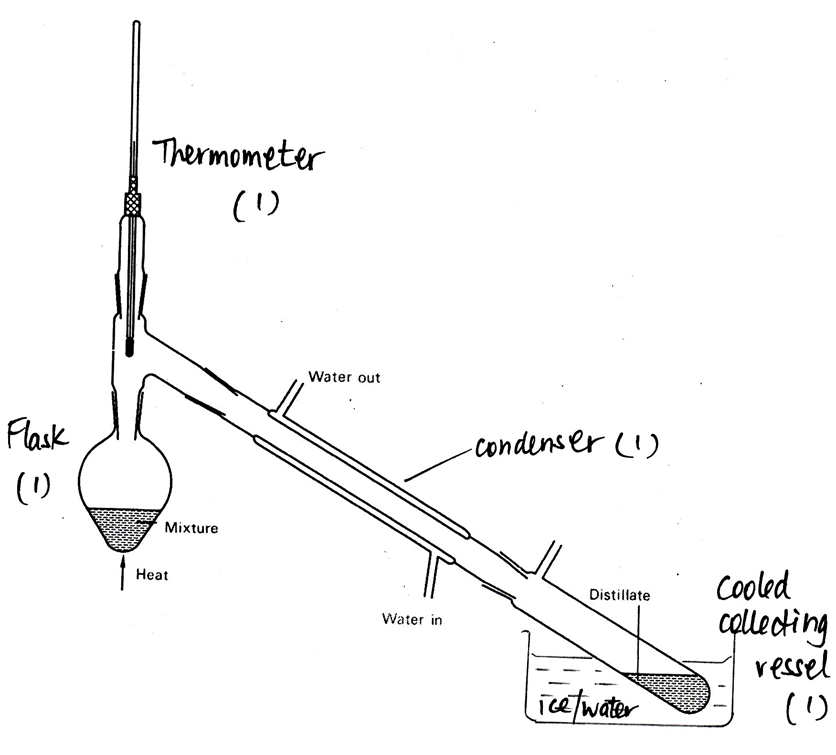 Thermometer
(1)
Water out
Flask
(1)
condenser (1)
Mixture
Heat
Water in
Distillate
Cooled
collecting
vessel
(1)
ice/water